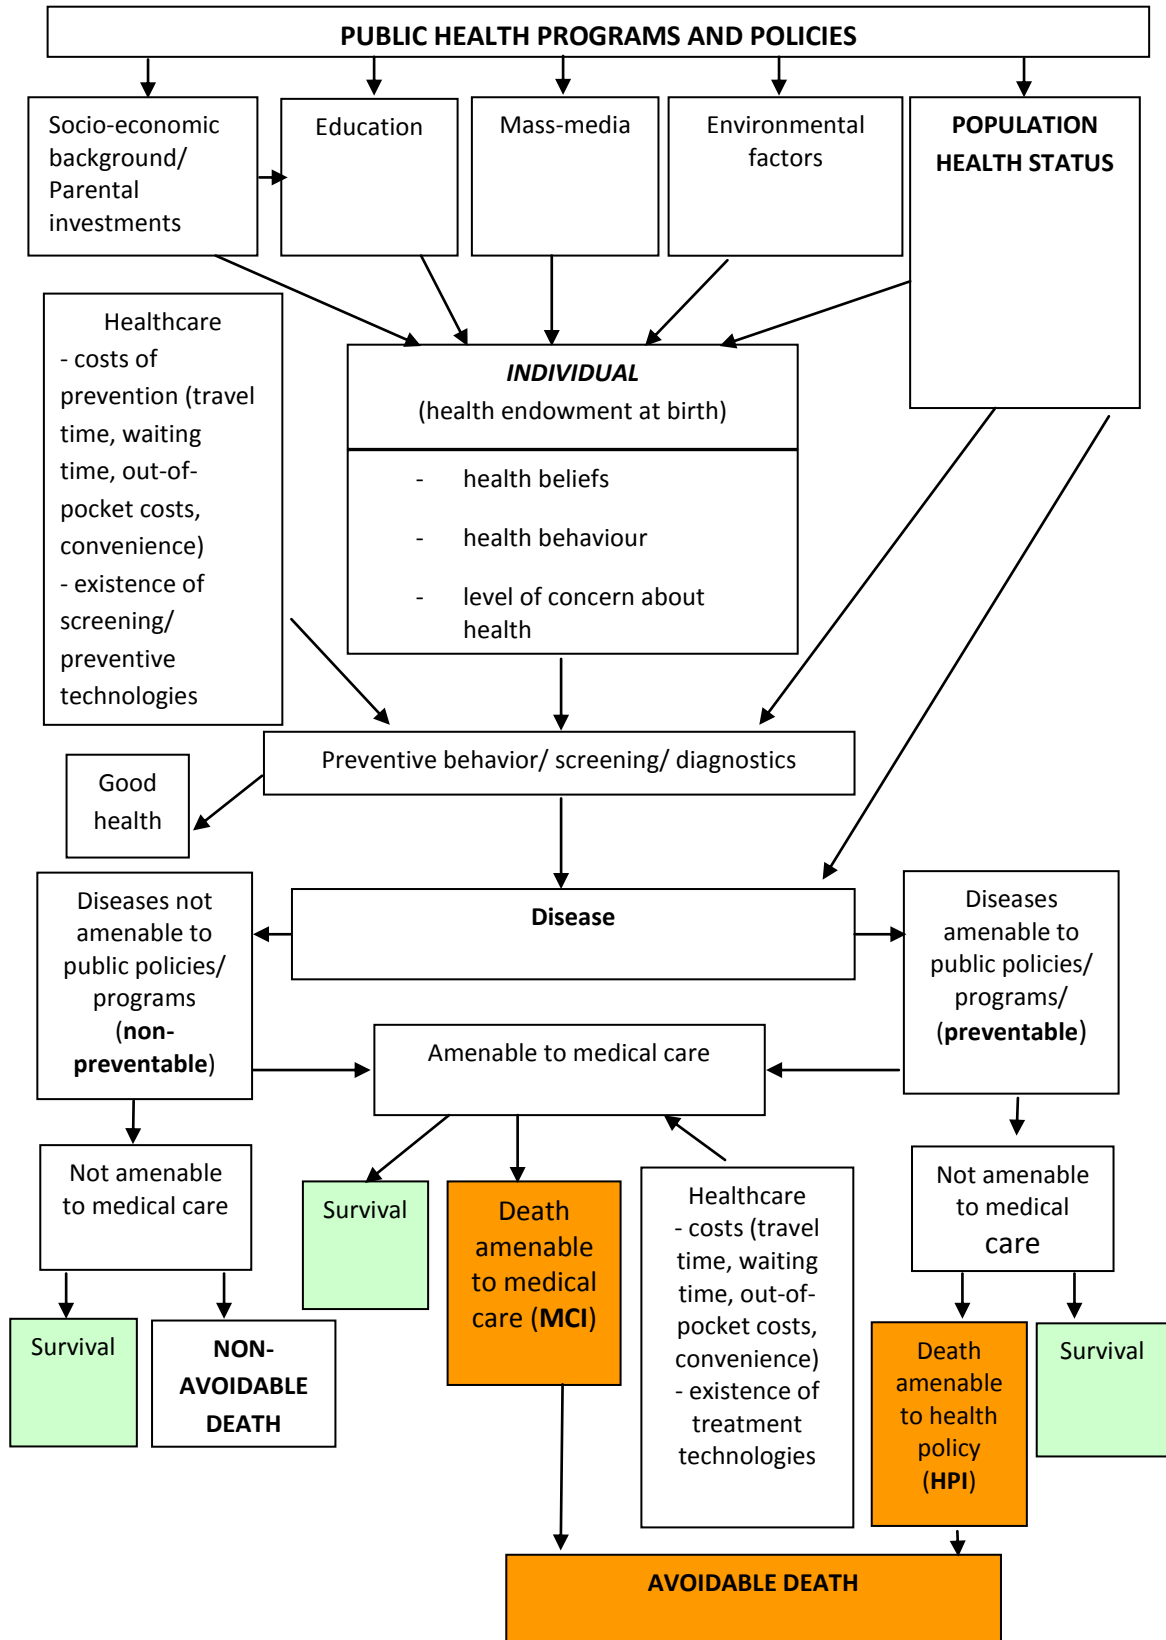 PUBLIC HEALTH PROGRAMS AND POLICIES
Socio-economic
background/
Parental
investments
Education
Mass-media
Environmental
factors
POPULATION
HEALTH STATUS
Healthcare
- costs of
prevention (travel
time, waiting
time, out-of-
pocket costs,
convenience)
- existence of
screening/
preventive
technologies
INDIVIDUAL
(health endowment at birth)
- health beliefs
- health behaviour
- level of concern about
health
Preventive behavior/ screening/ diagnostics
Good
health
Diseases not
amenable to
public policies/
programs
(non-
preventable)
Disease
Diseases
amenable to
public policies/
programs/
(preventable)
Amenable to medical care
Not amenable
to medical care
Survival
Death
amenable
to medical
care (MCI)
Healthcare
- costs (travel
time, waiting
time, out-of-
pocket costs,
convenience)
- existence of
treatment
technologies
Not amenable
to medical
care
Survival
NON-
AVOIDABLE
DEATH
Death
amenable
to health
policy
(HPI)
Survival
AVOIDABLE DEATH